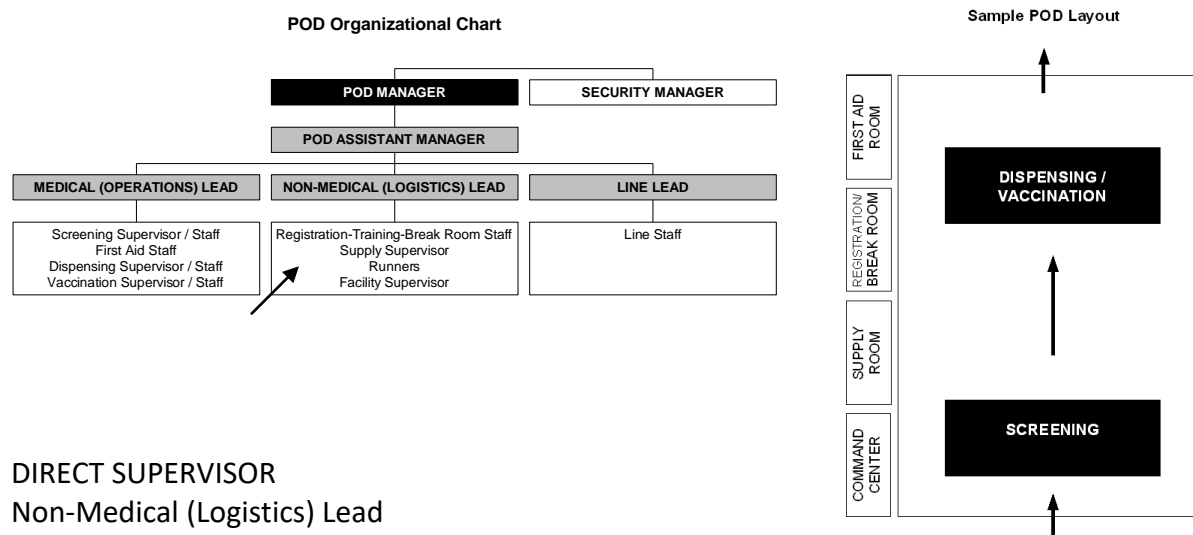 POD Organizational Chart
POD MANAGER
SECURITY MANAGER
POD ASSISTANT MANAGER
MEDICAL (OPERATIONS) LEAD
NON-MEDICAL (LOGISTICS) LEAD
LINE LEAD
Screening Supervisor / Staff
First Aid Staff
Dispensing Supervisor / Staff
Vaccination Supervisor / Staff
Registration-Training-Break Room Staff
Supply Supervisor
Runners
Facility Supervisor
Line Staff
DIRECT SUPERVISOR
Non-Medical (Logistics) Lead
Sample POD Layout
FIRST AID
ROOM
REGISTRATION/
BREAK ROOM
SUPPLY
ROOM
COMMAND
CENTER
DISPENSING /
VACCINATION
SCREENING